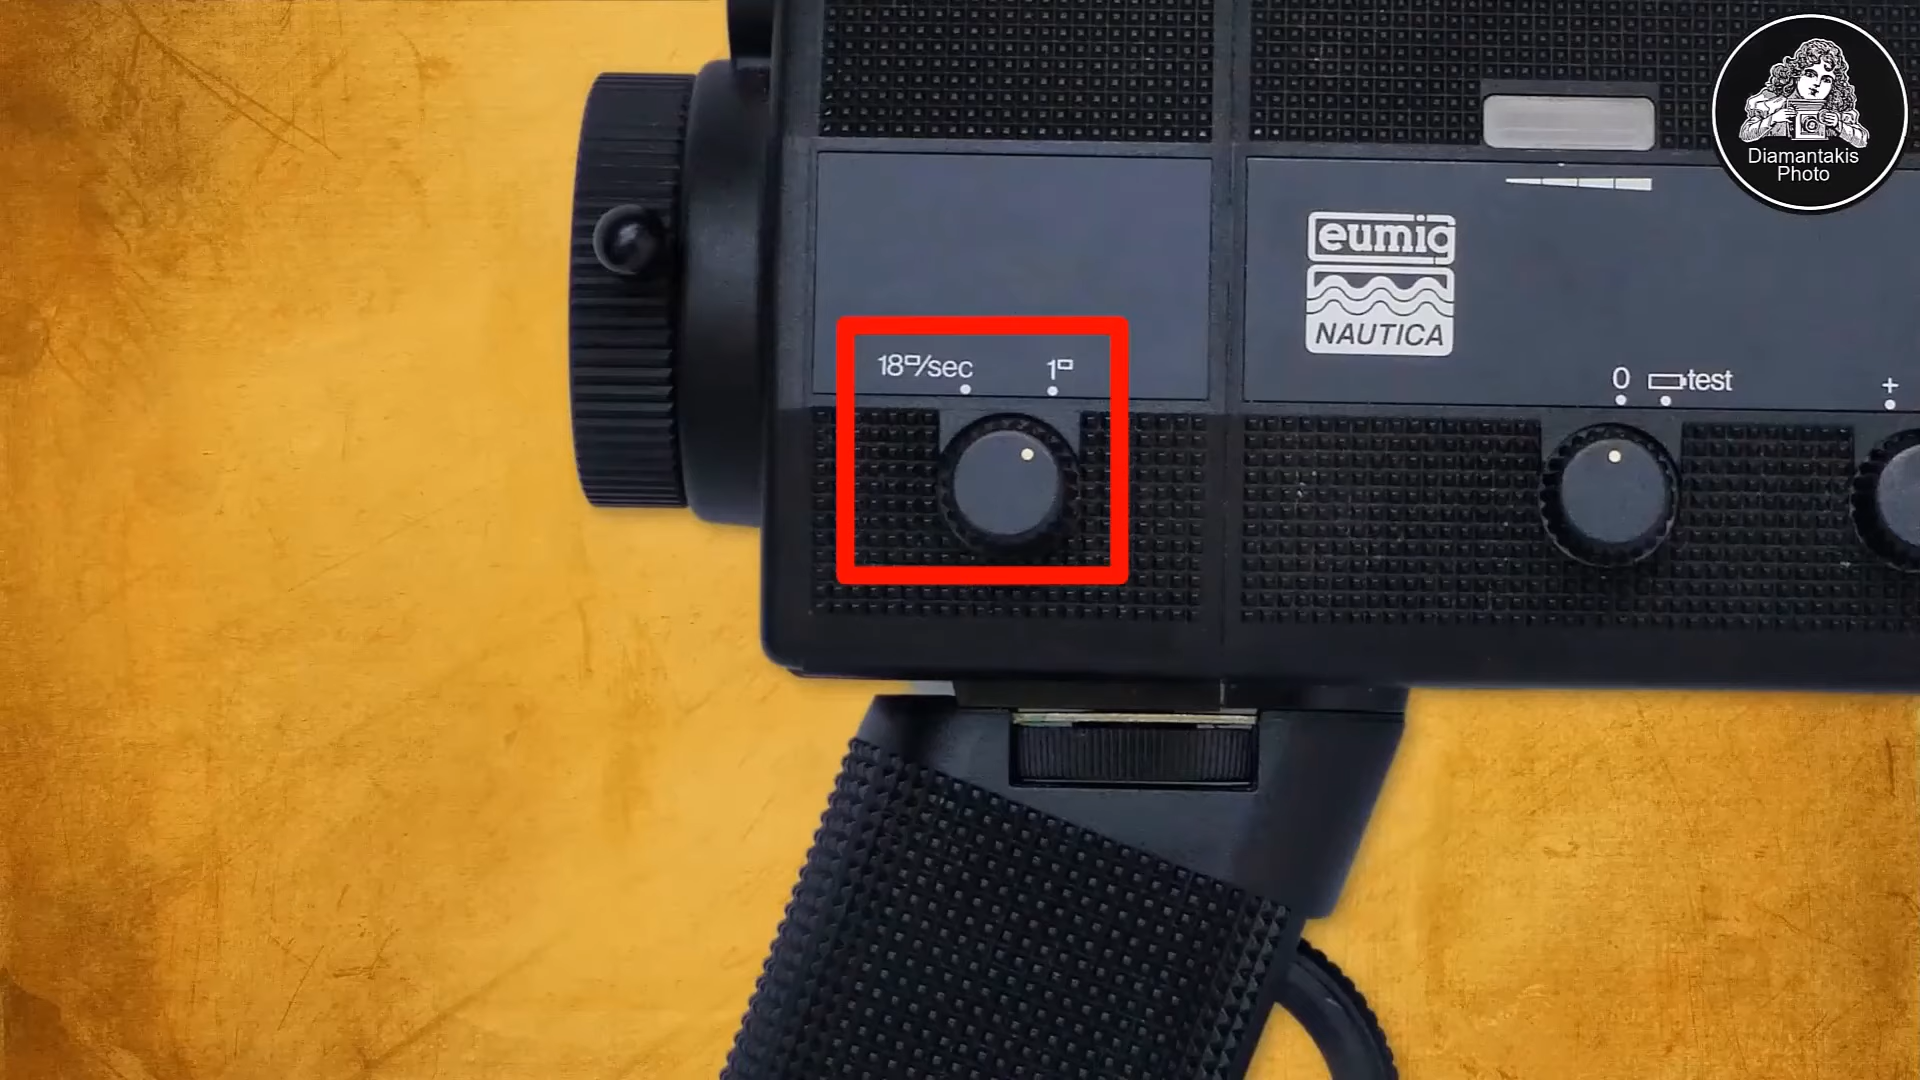 Diamantakis
Photo
eumig
NAUTICA
18▭/sec
1▭
0
test
+